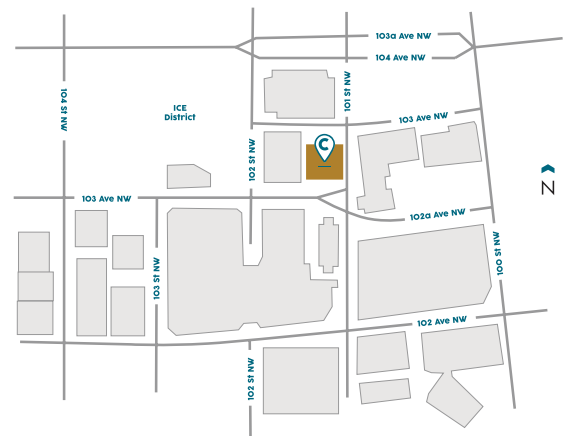 103a Ave NW
104 Ave NW
104 St NW
ICE
District
101 St NW
103 Ave NW
C
102 St NW
N
103 Ave NW
102a Ave NW
103 St NW
100 St NW
102 Ave NW
102 St NW